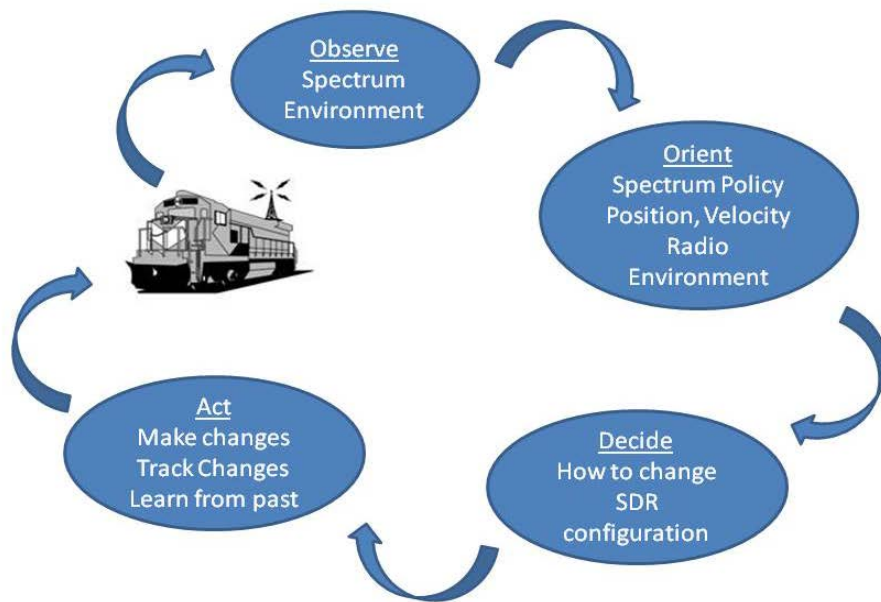 Observe
Spectrum
Environment
Orient
Spectrum Policy
Position, Velocity
Radio
Environment
Decide
How to change
SDR
configuration
Act
Make changes
Track Changes
Learn from past